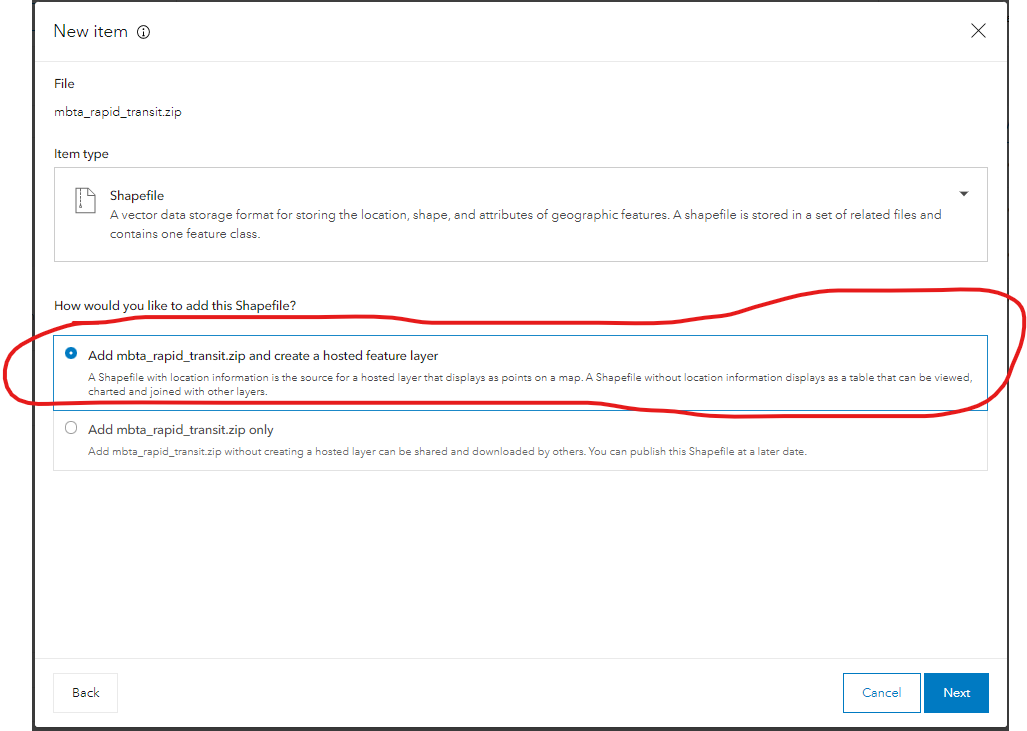 New item
File
mbta_rapid_transit.zip
Item type
Shapefile
A vector data storage format for storing the location, shape, and attributes of geographic features. A shapefile is stored in a set of related files and
contains one feature class.
How would you like to add this Shapefile?
Add mbta_rapid_transit.zip and create a hosted feature layer
A Shapefile with location information is the source for a hosted layer that displays as points on a map. A Shapefile without location information displays as a table that can be viewed,
charted and joined with other layers.
Add mbta_rapid_transit.zip only
Add mbta_rapid_transit.zip without creating a hosted layer can be shared and downloaded by others. You can publish this Shapefile at a later date.
Back
Cancel
Next